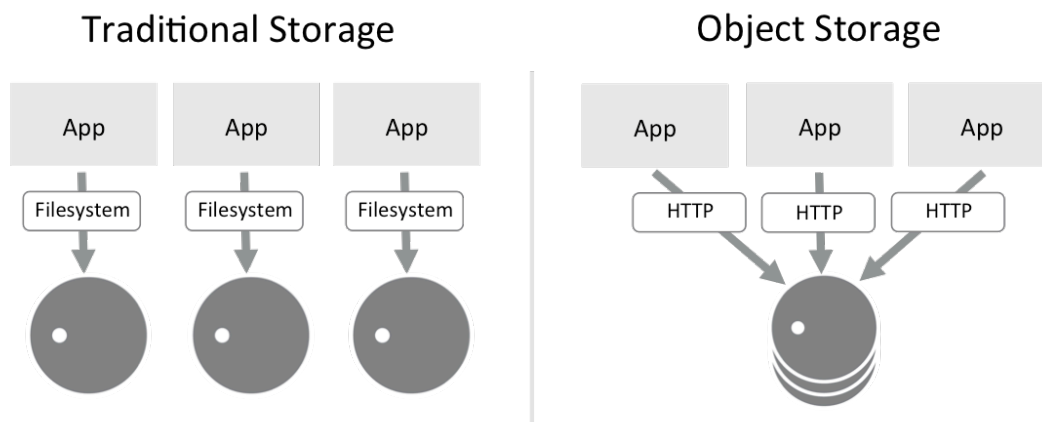 Traditional Storage
Object Storage
App
App
App
App
App
App
Filesystem
Filesystem
Filesystem
HTTP
HTTP
HTTP